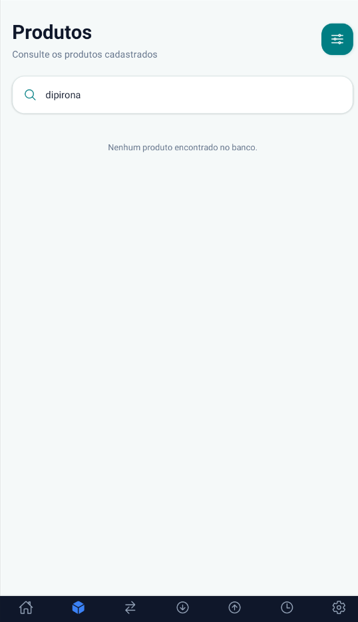 Produtos
Consulte os produtos cadastrados
dipirona
Nenhum produto encontrado no banco.